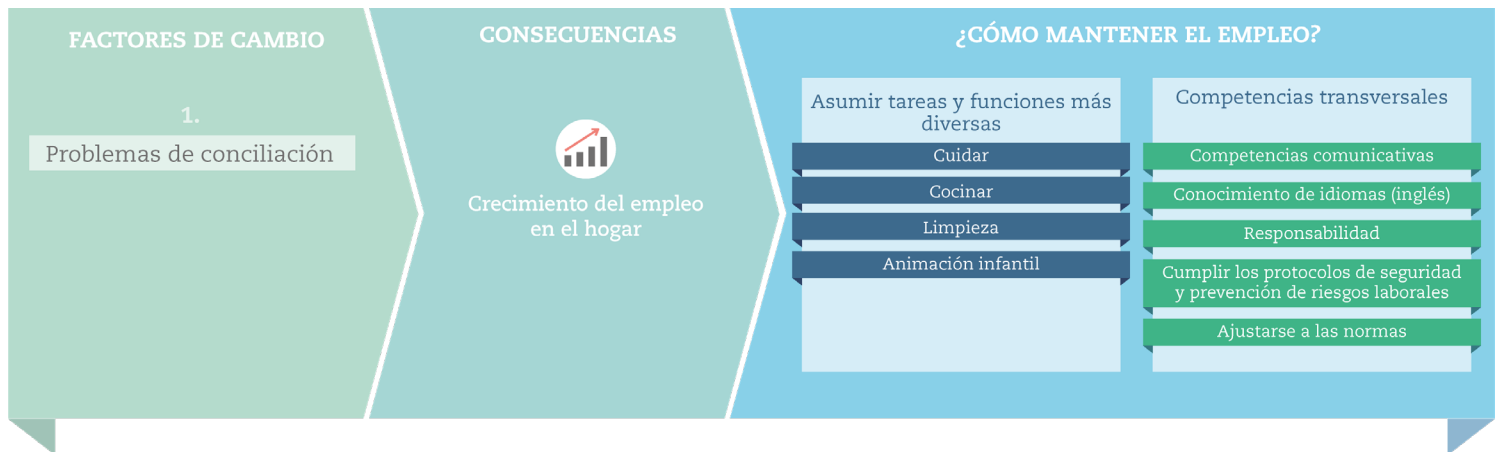 FACTORES DE CAMBIO
1.
Problemas de conciliación
CONSECUENCIAS
Crecimiento del empleo
en el hogar
¿CÓMO MANTENER EL EMPLEO?
Asumir tareas y funciones más
diversas
Cuidar
Cocinar
Limpieza
Animación infantil
Competencias transversales
Competencias comunicativas
Conocimiento de idiomas (inglés)
Responsabilidad
Cumplir los protocolos de seguridad
y prevención de riesgos laborales
Ajustarse a las normas